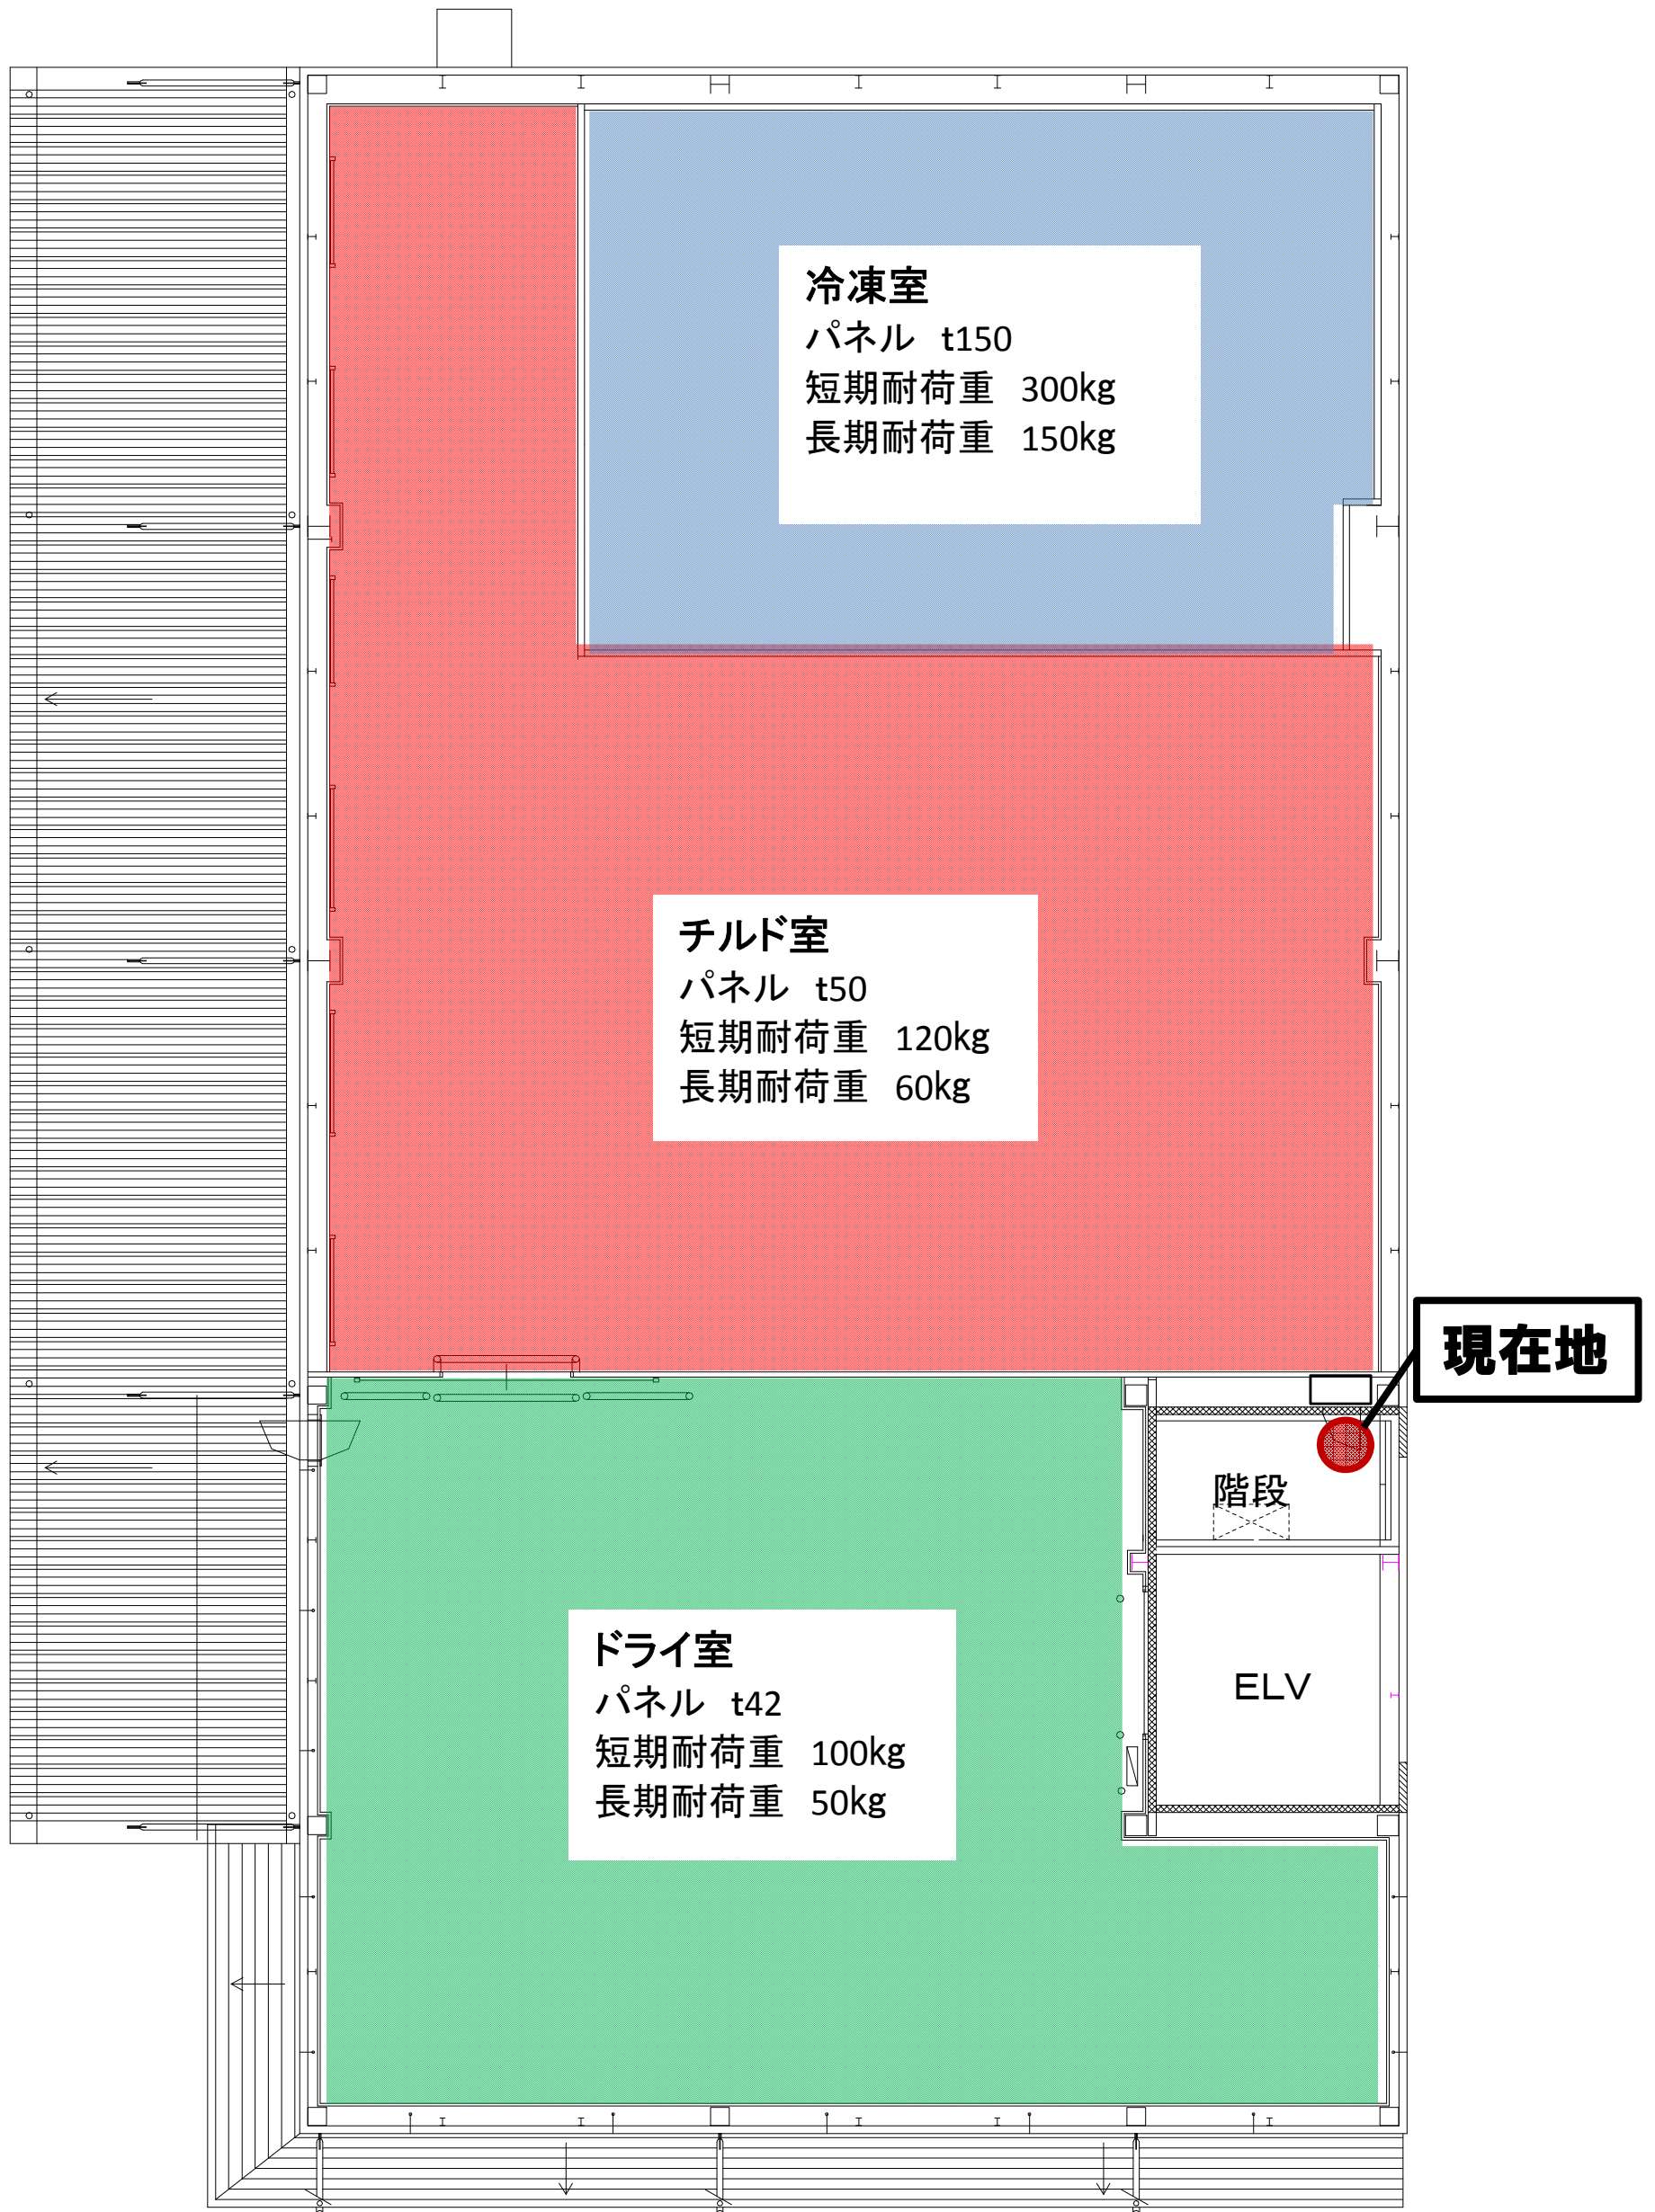 冷凍室
パネル　t150
短期耐荷重　300kg
長期耐荷重　150kg
チルド室
パネル　t50
短期耐荷重　120kg
長期耐荷重　60kg
現在地
階段
ドライ室
パネル　t42
短期耐荷重　100kg
長期耐荷重　50kg
ELV